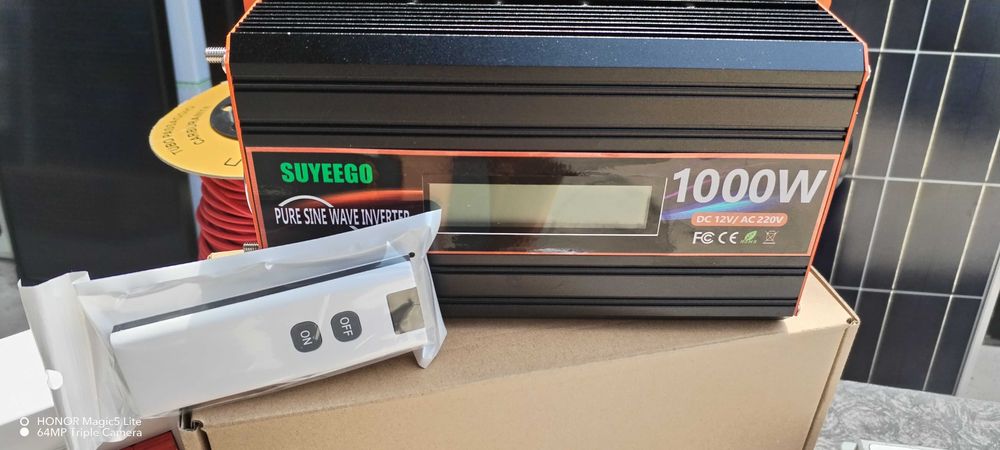 SUYEEGO
PURE SINE WAVE INVERTER
1000W
DC 12V/ AC 220V
FC CE
ON
OFF
HONOR Magic5 Lite
64MP Triple Camera